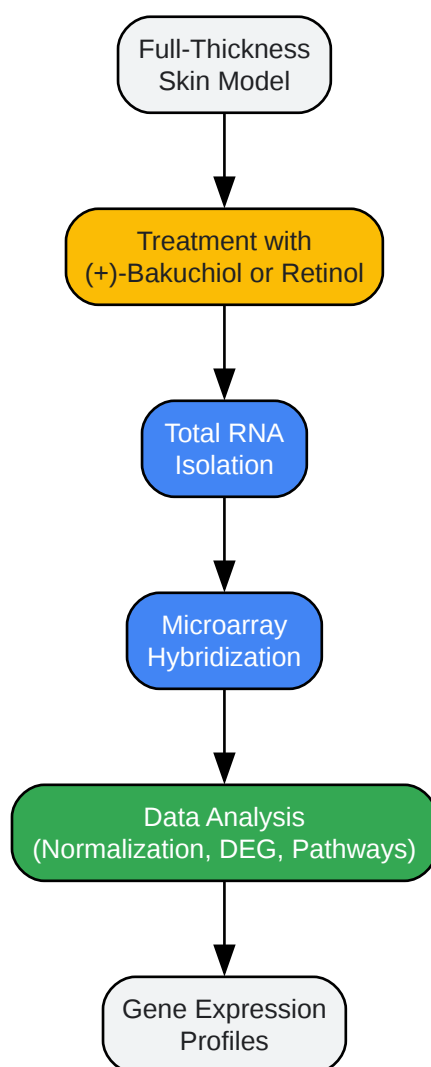 Full-Thickness
Skin Model
Treatment with
(+)-Bakuchiol or Retinol
Total RNA
Isolation
Microarray
Hybridization
Data Analysis
(Normalization, DEG, Pathways)
Gene Expression
Profiles